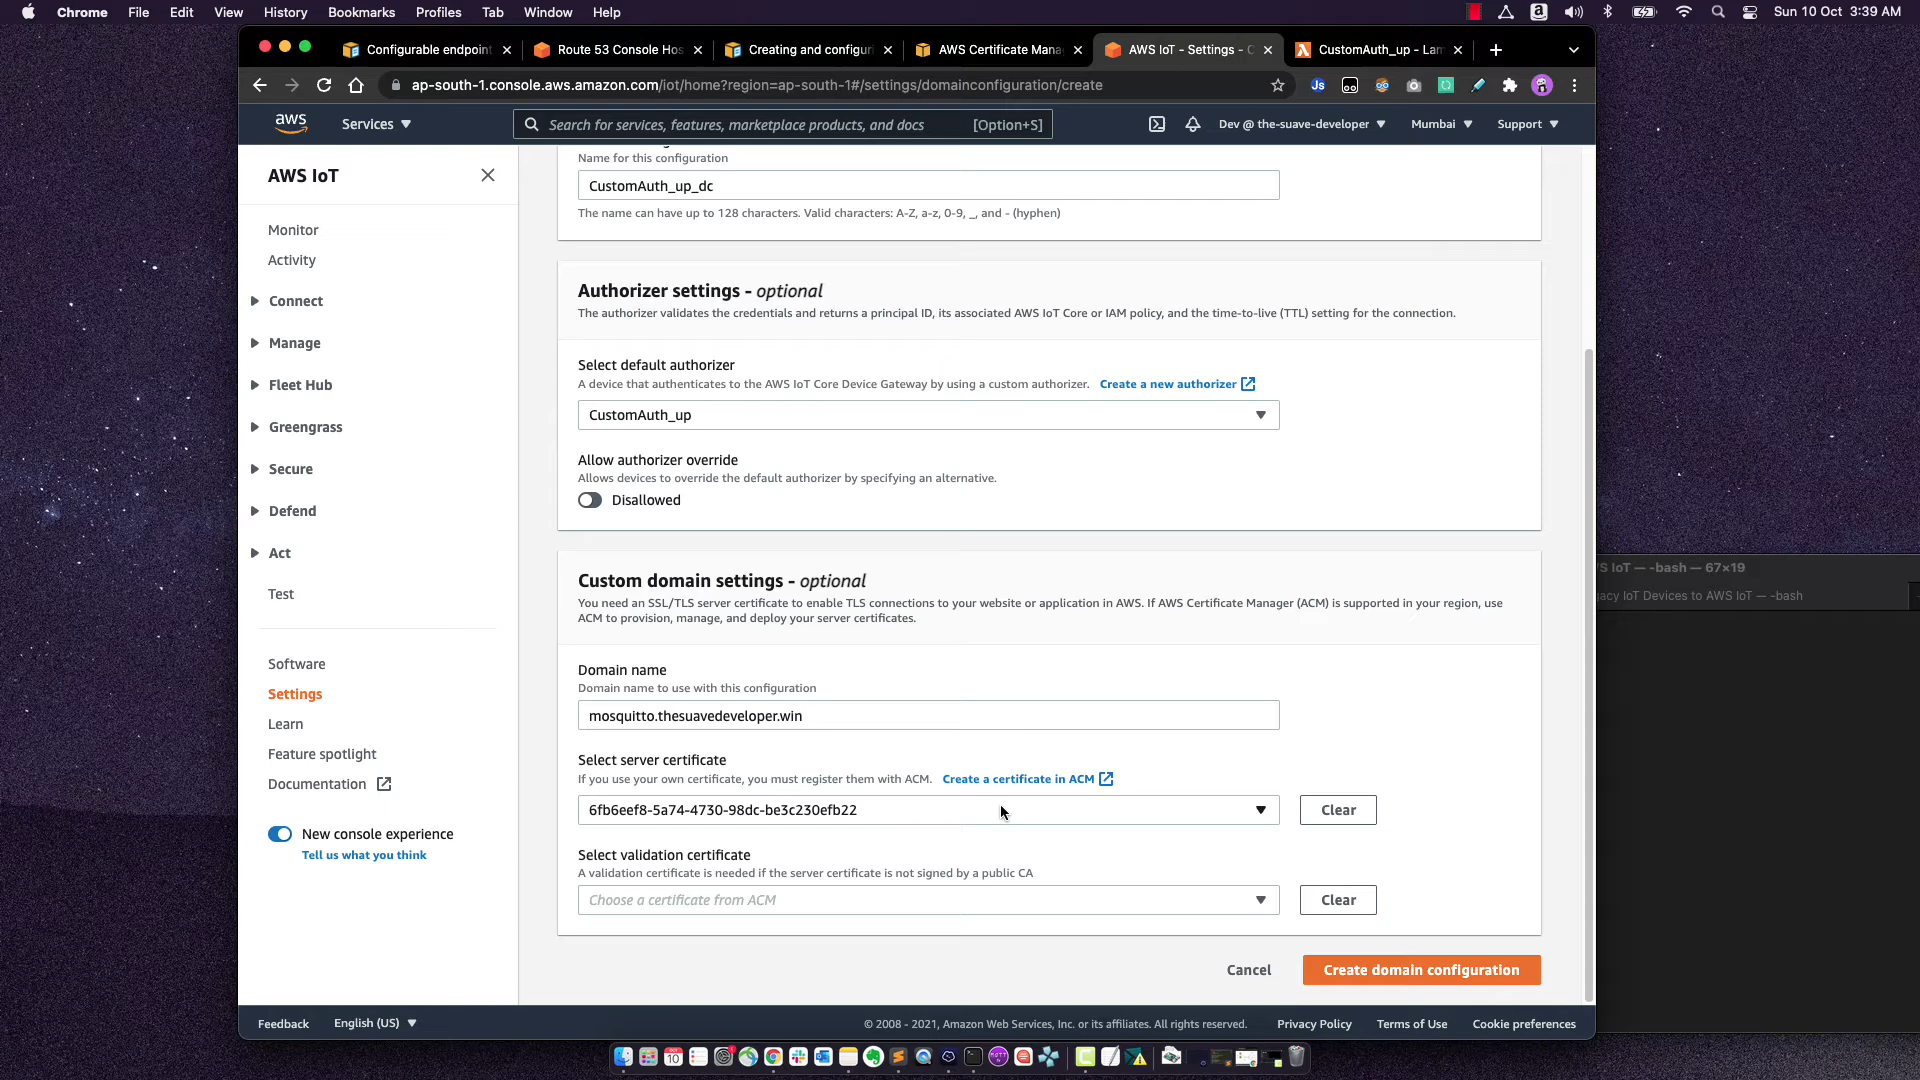 Chrome File Edit View History Bookmarks Profiles Tab Window Help
Sun 10 Oct 3:39 AM
Configurable endpoint
Route 53 Console Hos
Creating and configuri
AWS Certificate Mana
AWS IoT - Settings - C
CustomAuth_up - Lam
ap-south-1.console.aws.amazon.com/iot/home?region=ap-south-1#/settings/domainconfiguration/create
aws
Services
Search for services, features, marketplace products, and docs [Option+S]
Dev @ the-suave-developer
Mumbai
Support
AWS IoT
Monitor
Activity
Connect
Manage
Fleet Hub
Greengrass
Secure
Defend
Act
Test
Software
Settings
Learn
Feature spotlight
Documentation
New console experience
Tell us what you think
Name for this configuration
CustomAuth_up_dc
The name can have up to 128 characters. Valid characters: A-Z, a-z, 0-9, _, and - (hyphen)
Authorizer settings - optional
The authorizer validates the credentials and returns a principal ID, its associated AWS IoT Core or IAM policy, and the time-to-live (TTL) setting for the connection.
Select default authorizer
A device that authenticates to the AWS IoT Core Device Gateway by using a custom authorizer. Create a new authorizer
CustomAuth_up
Allow authorizer override
Allows devices to override the default authorizer by specifying an alternative.
Disallowed
Custom domain settings - optional
You need an SSL/TLS server certificate to enable TLS connections to your website or application in AWS. If AWS Certificate Manager (ACM) is supported in your region, use
ACM to provision, manage, and deploy your server certificates.
Domain name
Domain name to use with this configuration
mosquitto.thesuavedeveloper.win
Select server certificate
If you use your own certificate, you must register them with ACM. Create a certificate in ACM
6fb6eef8-5a74-4730-98dc-be3c230efb22
Clear
Select validation certificate
A validation certificate is needed if the server certificate is not signed by a public CA
Choose a certificate from ACM
Clear
Cancel
Create domain configuration
S IoT — -bash — 67×19
acy IoT Devices to AWS IoT — -bash
Feedback
English (US)
© 2008 - 2021, Amazon Web Services, Inc. or its affiliates. All rights reserved.
Privacy Policy
Terms of Use
Cookie preferences